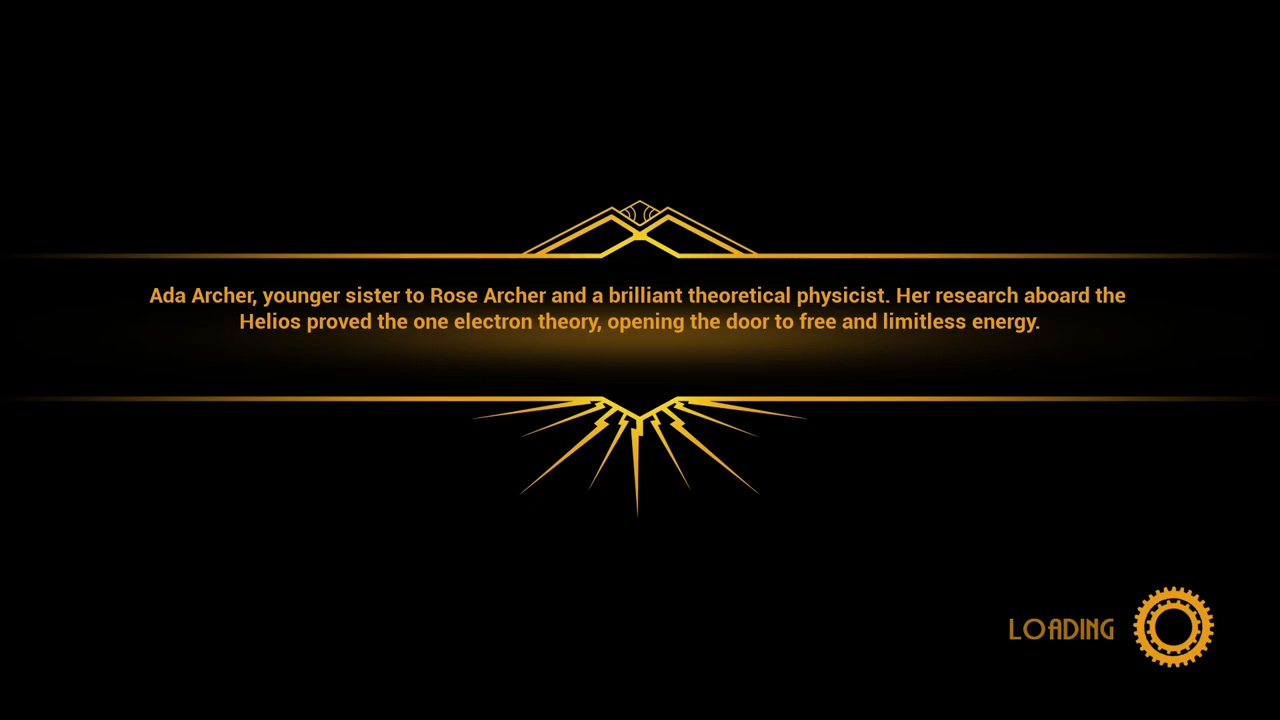 Ada Archer, younger sister to Rose Archer and a brilliant theoretical physicist. Her research aboard the
Helios proved the one electron theory, opening the door to free and limitless energy.
LOADING